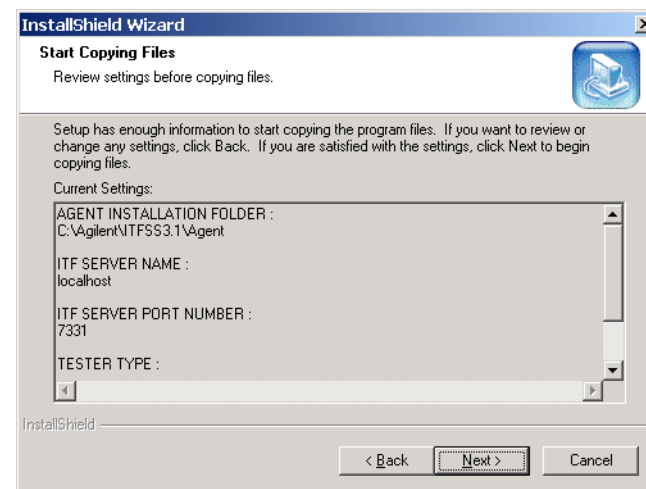 InstallShield Wizard
Start Copying Files
Review settings before copying files.
Setup has enough information to start copying the program files. If you want to review or
change any settings, click Back. If you are satisfied with the settings, click Next to begin
copying files.
Current Settings:
AGENT INSTALLATION FOLDER :
C:\Agilent\ITFSS3.1\Agent
ITF SERVER NAME :
localhost
ITF SERVER PORT NUMBER :
7331
TESTER TYPE :
InstallShield
< Back
Next >
Cancel